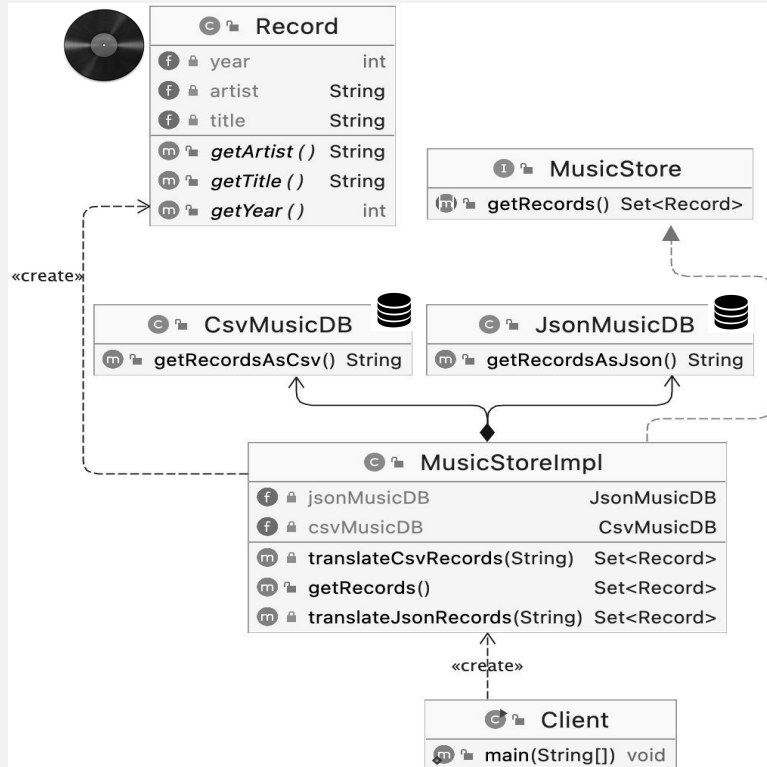 Record
year int
artist String
title String
getArtist () String
getTitle () String
getYear () int
MusicStore
getRecords() Set<Record>
«create»
CsvMusicDB
getRecordsAsCsv() String
JsonMusicDB
getRecordsAsJson() String
MusicStoreImpl
jsonMusicDB JsonMusicDB
csvMusicDB CsvMusicDB
translateCsvRecords(String) Set<Record>
getRecords() Set<Record>
translateJsonRecords(String) Set<Record>
«create»
Client
main(String[]) void